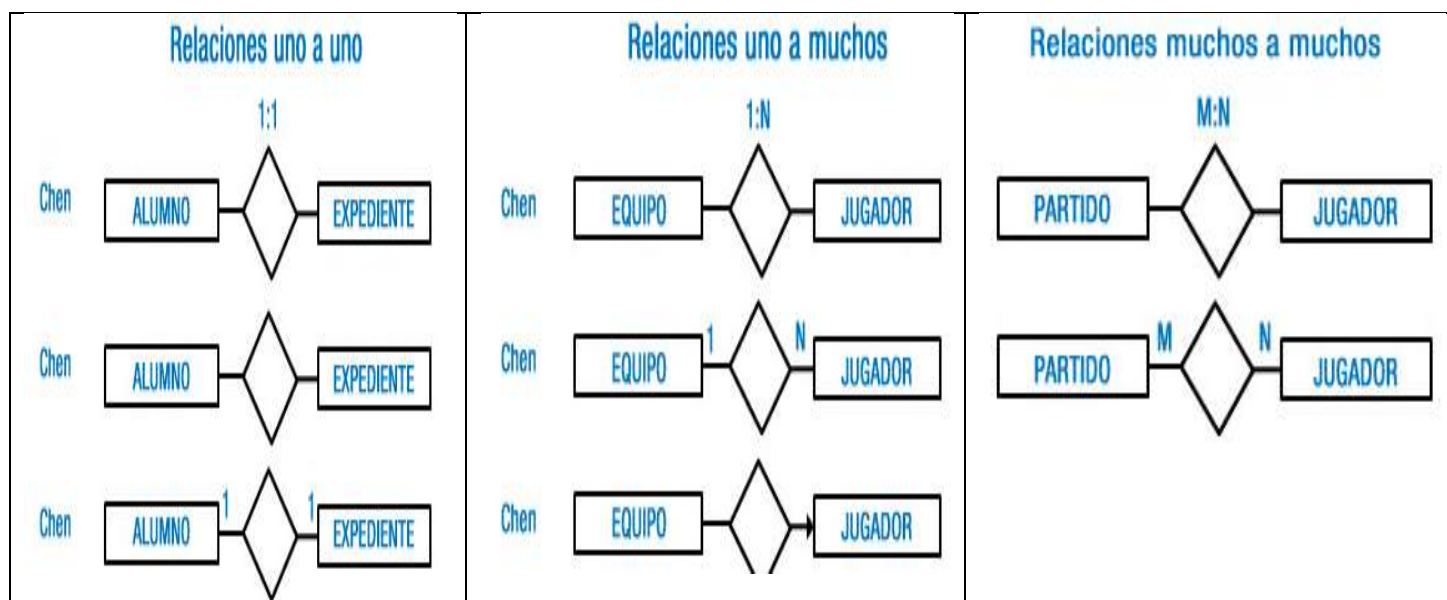 Relaciones uno a uno
1:1
Chen ALUMNO EXPEDIENTE
Chen ALUMNO EXPEDIENTE
Chen ALUMNO 1 1 EXPEDIENTE
Relaciones uno a muchos
1:N
Chen EQUIPO JUGADOR
Chen EQUIPO 1 N JUGADOR
Chen EQUIPO JUGADOR
Relaciones muchos a muchos
M:N
PARTIDO JUGADOR
PARTIDO M N JUGADOR